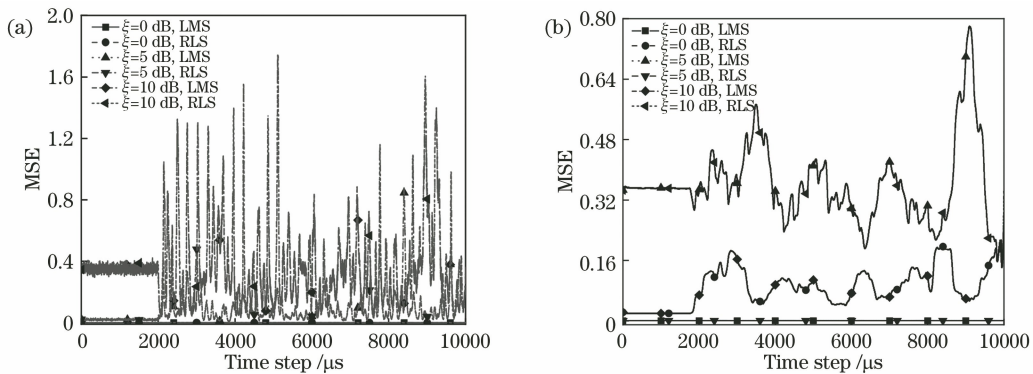 (a)
2.0
1.6
1.2
0.8
0.4
0
MSE
ξ=0 dB, LMS
ξ=0 dB, RLS
ξ=5 dB, LMS
ξ=5 dB, RLS
ξ=10 dB, LMS
ξ=10 dB, RLS
0 2000 4000 6000 8000 10000
Time step /μs
(b)
0.80
0.64
0.48
0.32
0.16
0
MSE
ξ=0 dB, LMS
ξ=0 dB, RLS
ξ=5 dB, LMS
ξ=5 dB, RLS
ξ=10 dB, LMS
ξ=10 dB, RLS
0 2000 4000 6000 8000 10000
Time step /μs